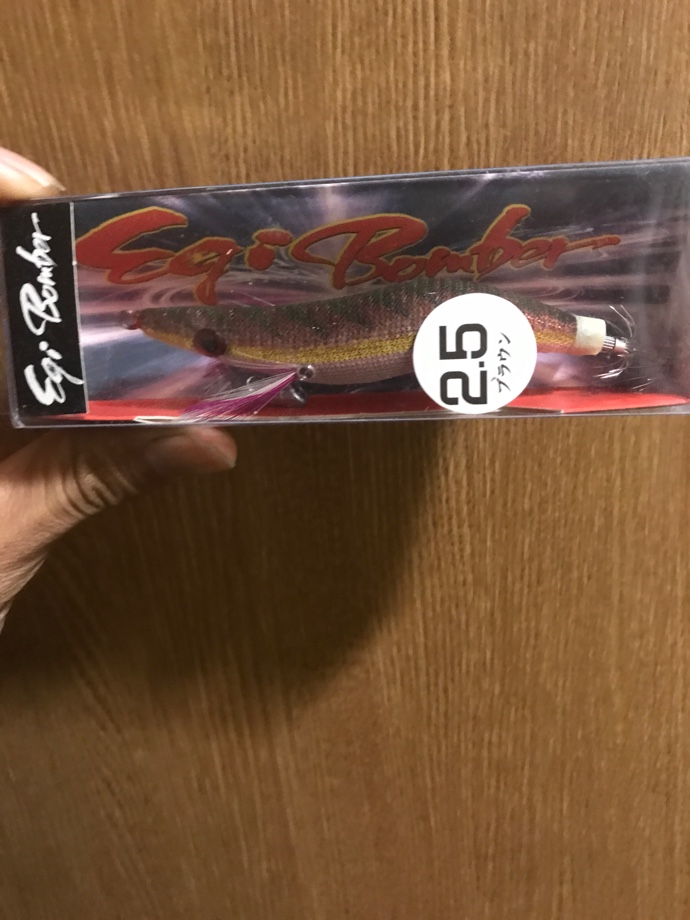 Egi Bomber
Egi Bomber
2.5
ブラウン